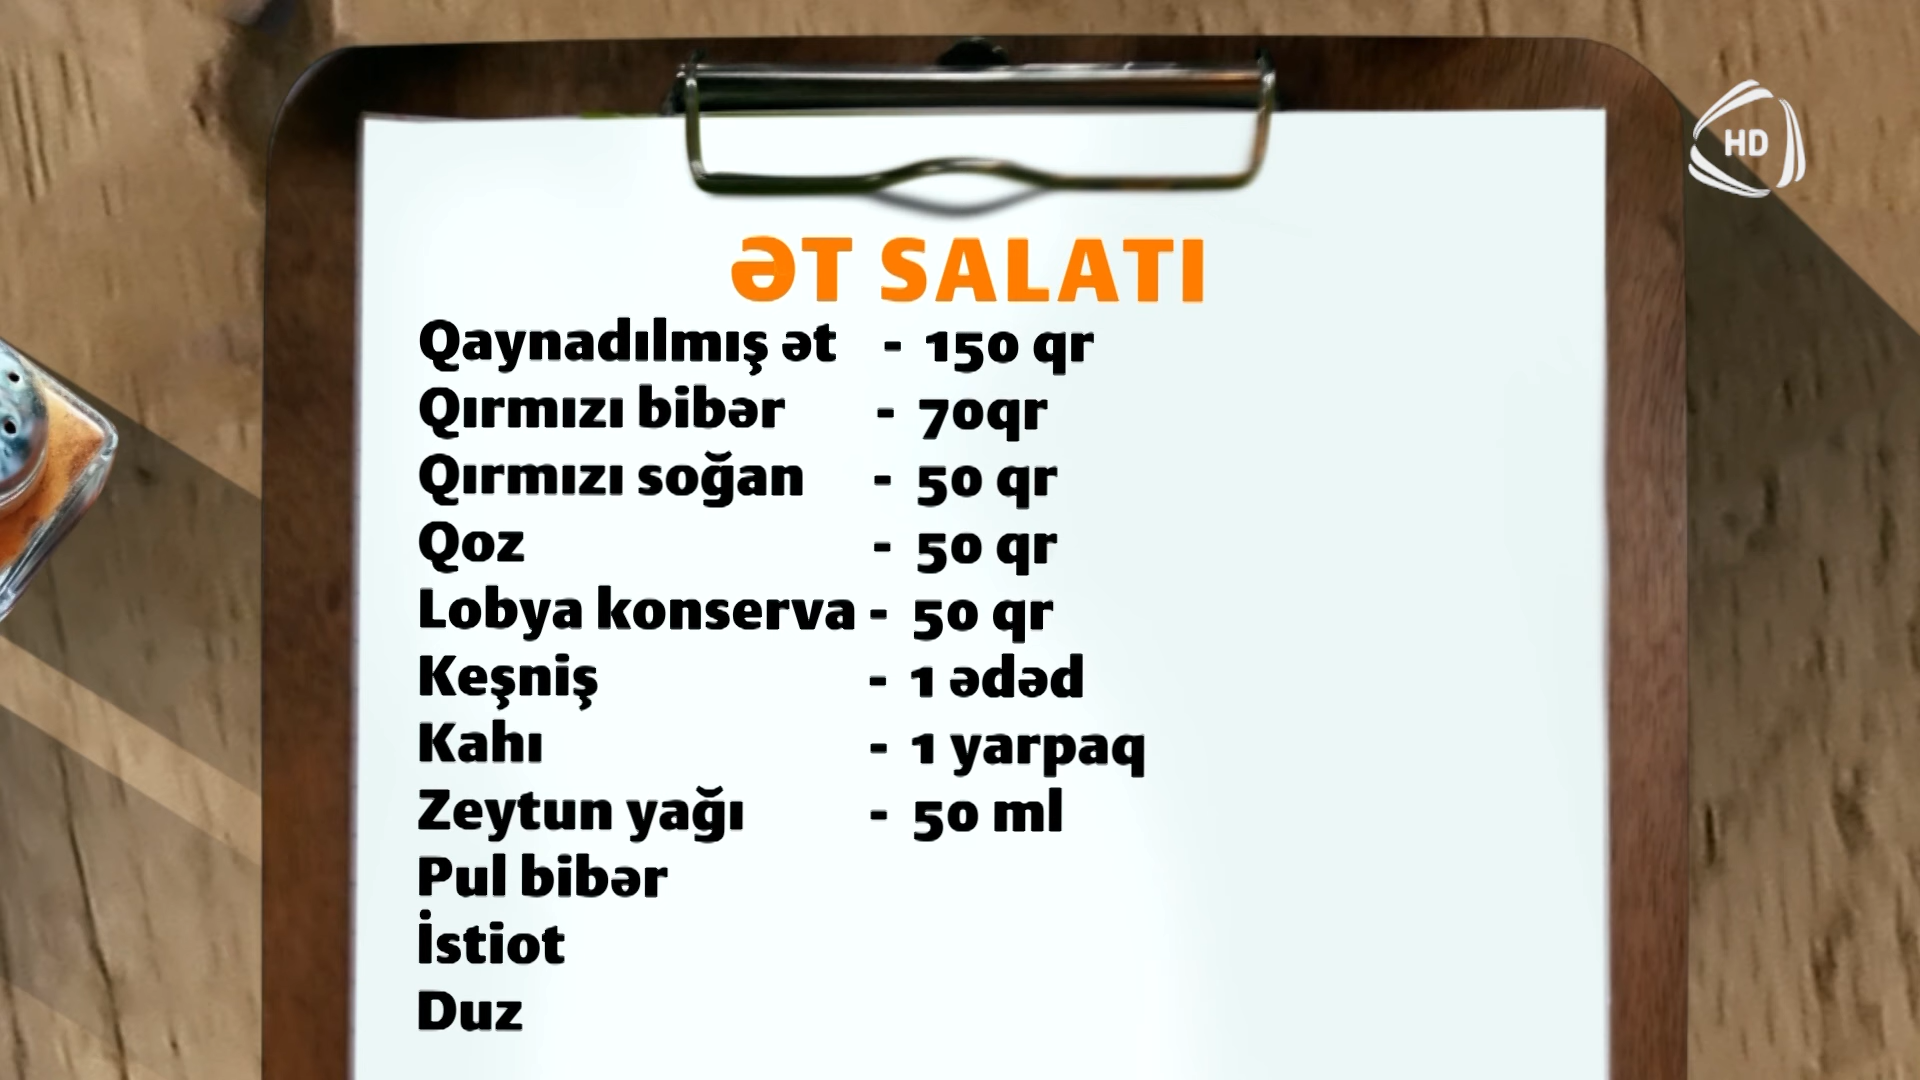 HD
ƏT SALATI
Qaynadılmış ət - 150 qr
Qırmızı bibər - 70qr
Qırmızı soğan - 50 qr
Qoz - 50 qr
Lobya konserva - 50 qr
Keşniş - 1 ədəd
Kahı - 1 yarpaq
Zeytun yağı - 50 ml
Pul bibər
İstiot
Duz